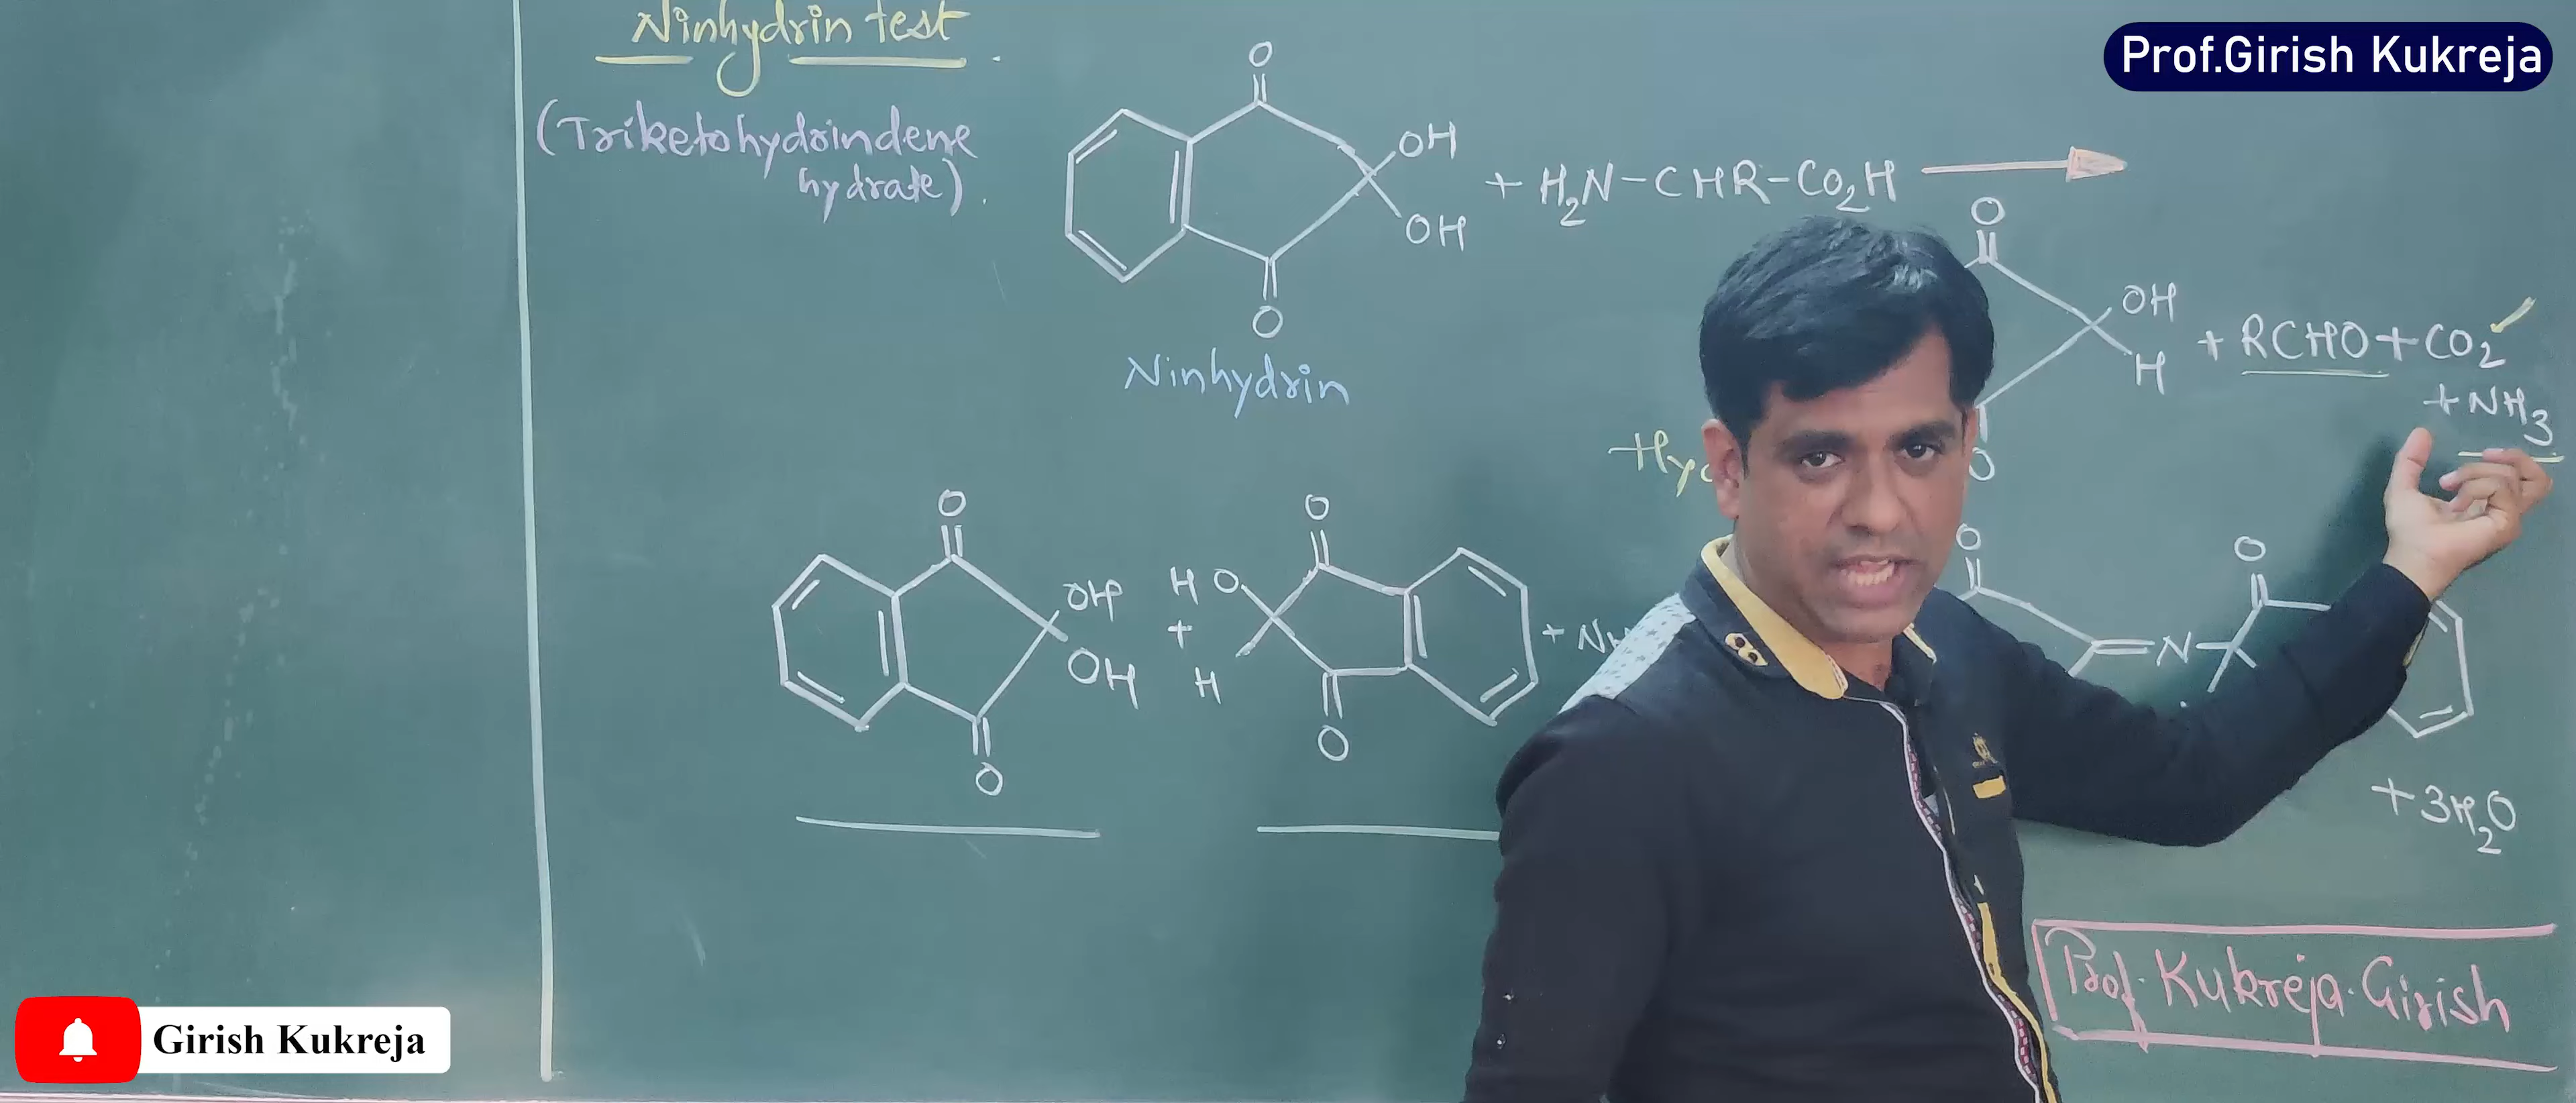 Ninhydrin test
Prof.Girish Kukreja
(Triketohydrindene
hydrate).
O
OH
OH
O
+ H2N-CHR-CO2H
Ninhydrin
O
OH
H
O
+ RCHO + CO2
+ NH3
O
OH
OH
O
+
HO
H
O
O
+
O
N
O
+ 3H2O
Prof. Kukreja. Girish
Girish Kukreja